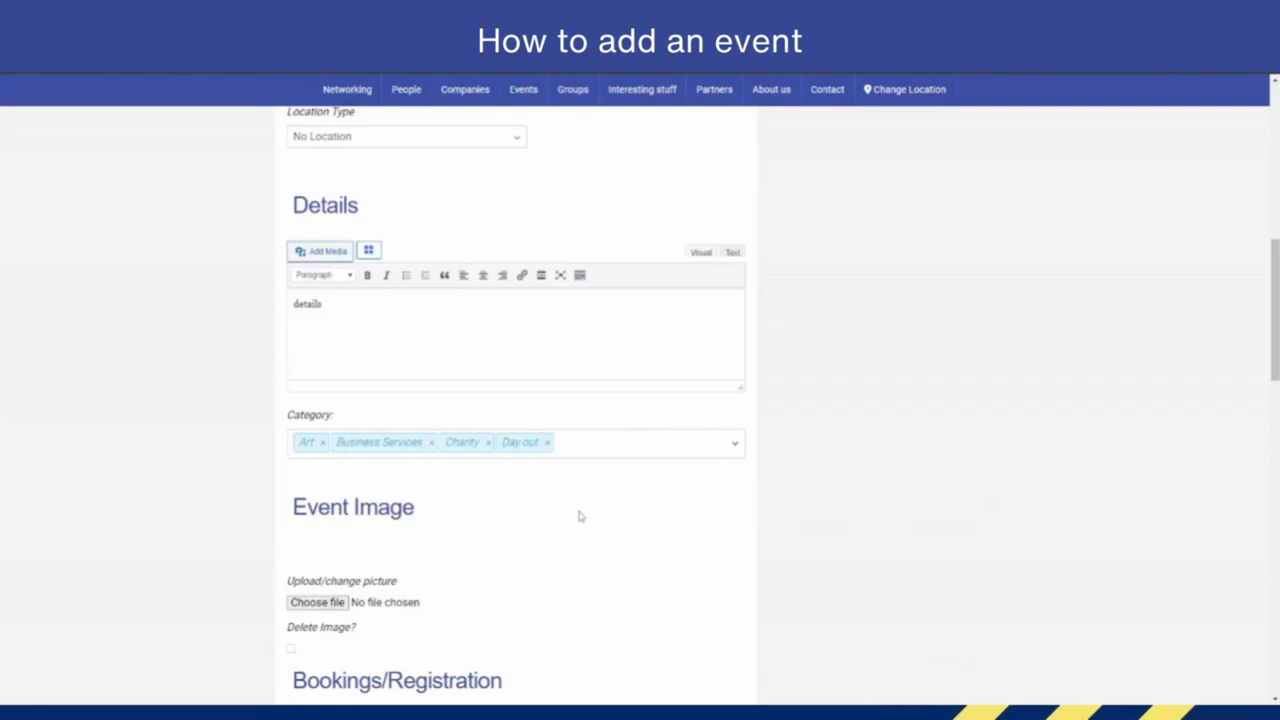 How to add an event
Networking People Companies Events Groups Interesting stuff Partners About us Contact Change Location
Location Type
No Location
Details
Add Media
Visual Text
Paragraph B I
details
Category:
Art × Business Services × Charity × Day out ×
Event Image
Upload/change picture
Choose file No file chosen
Delete Image?
Bookings/Registration